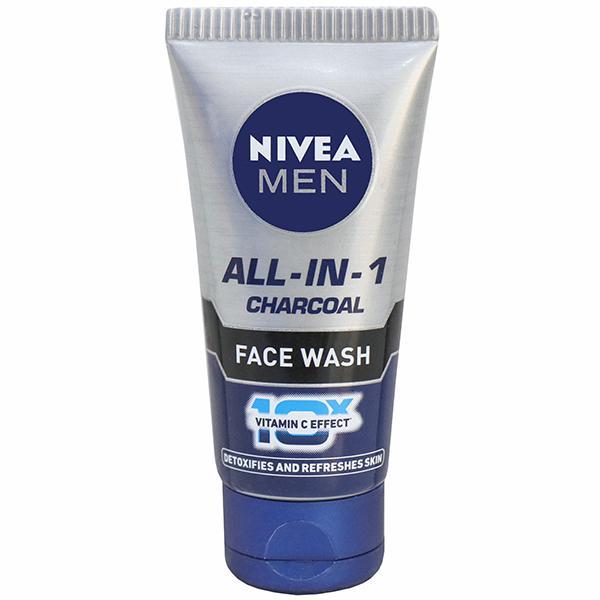 NIVEA
MEN
ALL-IN-1
CHARCOAL
FACE WASH
10X
VITAMIN C EFFECT*
DETOXIFIES AND REFRESHES SKIN